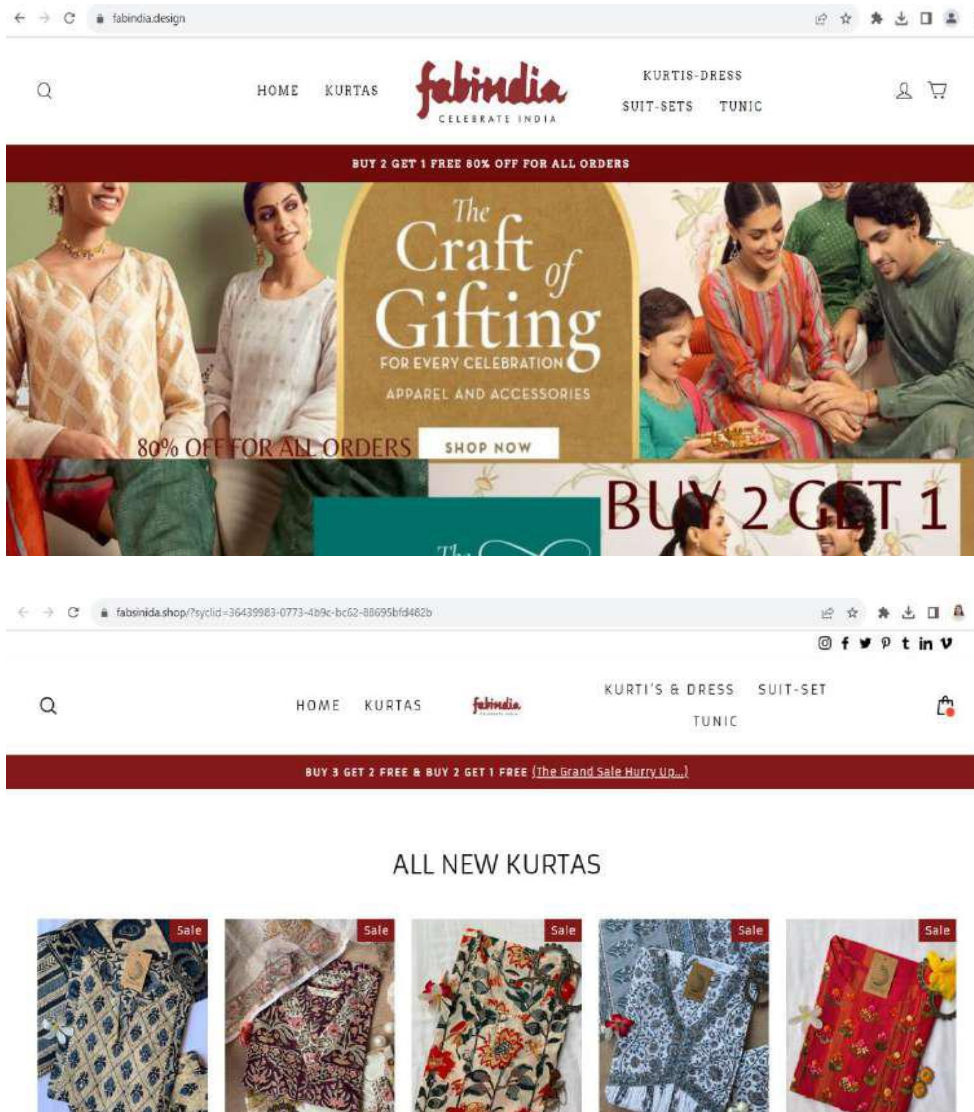 fabindia.design
HOME KURTAS
fabindia
CELEBRATE INDIA
KURTIS-DRESS
SUIT-SETS TUNIC
BUY 2 GET 1 FREE 80% OFF FOR ALL ORDERS
The
Craft of
Gifting
FOR EVERY CELEBRATION
APPAREL AND ACCESSORIES
80% OFF FOR ALL ORDERS
SHOP NOW
BUY 2 GET 1
The
fabsinida.shop/?syclid=36439983-0773-4b9c-bc62-88695bfd482b
HOME KURTAS
fabindia
KURTI'S & DRESS SUIT-SET
TUNIC
BUY 3 GET 2 FREE & BUY 2 GET 1 FREE (The Grand Sale Hurry Up...)
ALL NEW KURTAS
Sale Sale Sale Sale Sale